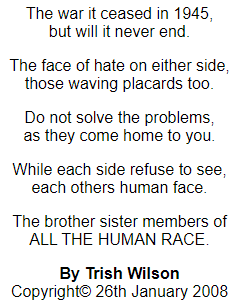 The war it ceased in 1945,
but will it never end.
The face of hate on either side,
those waving placards too.
Do not solve the problems,
as they come home to you.
While each side refuse to see,
each others human face.
The brother sister members of
ALL THE HUMAN RACE.
By Trish Wilson
Copyright© 26th January 2008